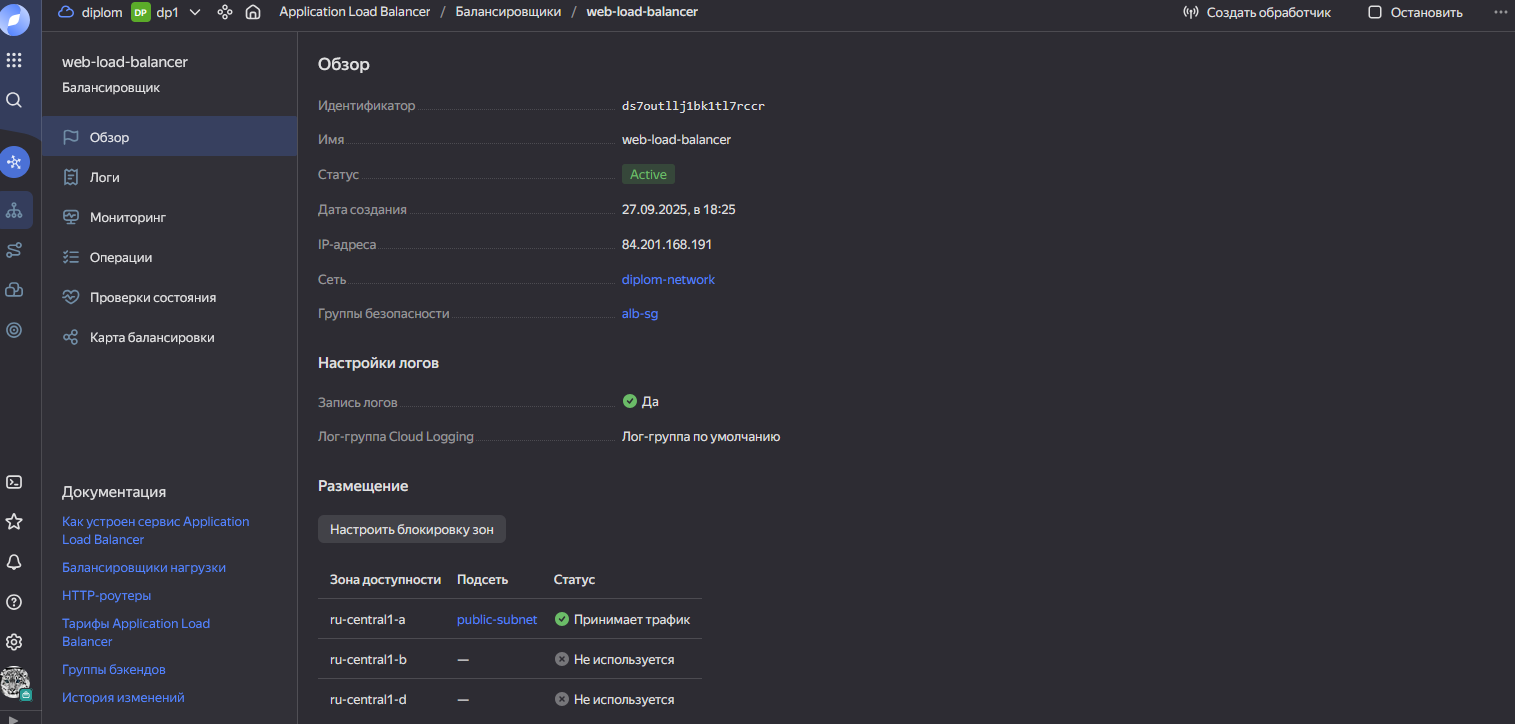 diplom DP dp1 Application Load Balancer / Балансировщики / web-load-balancer Создать обработчик Остановить
web-load-balancer
Балансировщик
Обзор
Логи
Мониторинг
Операции
Проверки состояния
Карта балансировки
Документация
Как устроен сервис Application
Load Balancer
Балансировщики нагрузки
HTTP-роутеры
Тарифы Application Load
Balancer
Группы бэкендов
История изменений
Обзор
Идентификатор ds7outllj1bk1tl7rccr
Имя web-load-balancer
Статус Active
Дата создания 27.09.2025, в 18:25
IP-адреса 84.201.168.191
Сеть diplom-network
Группы безопасности alb-sg
Настройки логов
Запись логов Да
Лог-группа Cloud Logging Лог-группа по умолчанию
Размещение
Настроить блокировку зон
Зона доступности Подсеть Статус
ru-central1-a public-subnet Принимает трафик
ru-central1-b — Не используется
ru-central1-d — Не используется